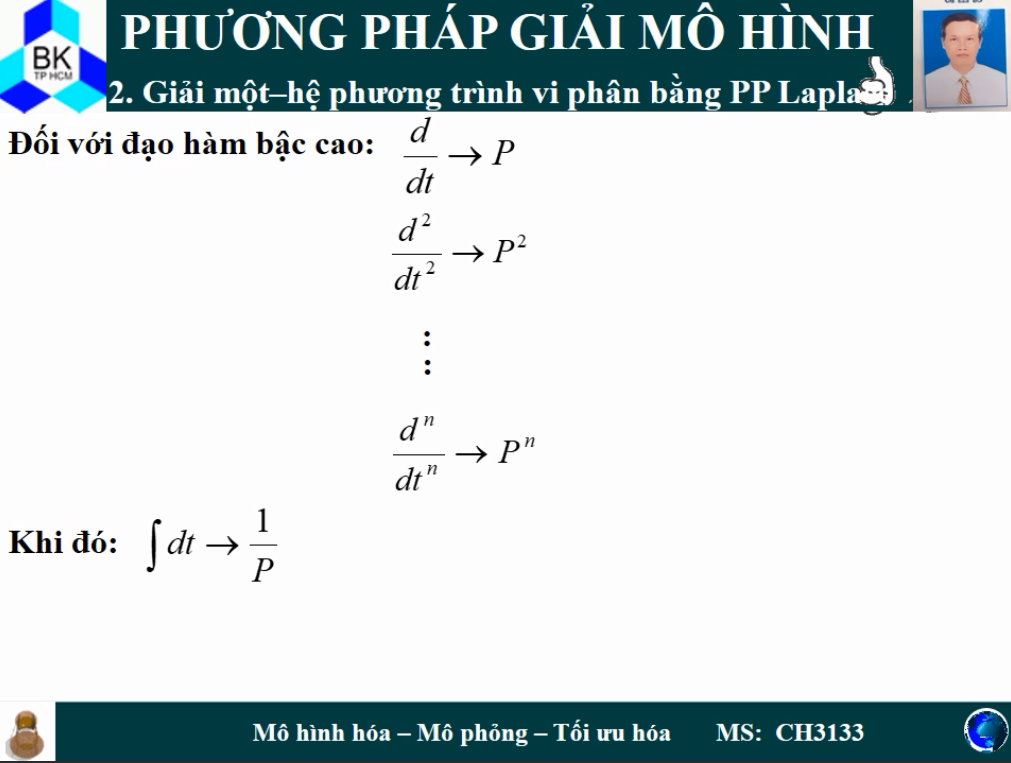 PHƯƠNG PHÁP GIẢI MÔ HÌNH
BK
TP HCM
2. Giải một–hệ phương trình vi phân bằng PP Lapla
Đối với đạo hàm bậc cao: d/dt → P
d²/dt² → P²
:
:
dⁿ/dtⁿ → Pⁿ
Khi đó: ∫ dt → 1/P
Mô hình hóa – Mô phỏng – Tối ưu hóa MS: CH3133